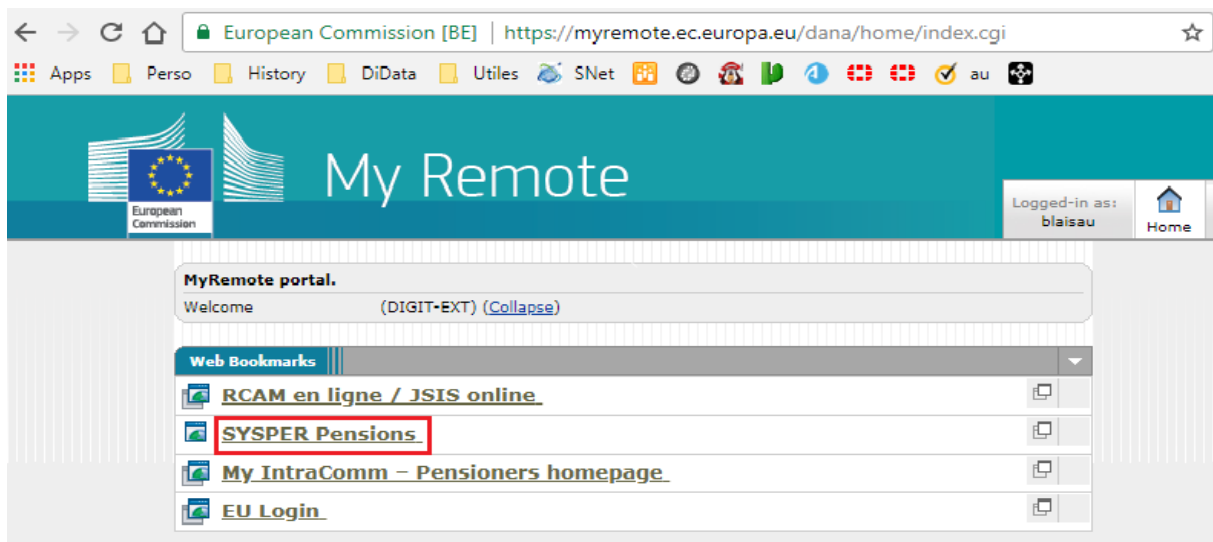 European Commission [BE] | https://myremote.ec.europa.eu/dana/home/index.cgi
Apps Perso History DiData Utiles SNet au
My Remote
European
Commission
Logged-in as:
blaisau
Home
MyRemote portal.
Welcome (DIGIT-EXT) (Collapse)
Web Bookmarks
RCAM en ligne / JSIS online
SYSPER Pensions
My IntraComm – Pensioners homepage
EU Login